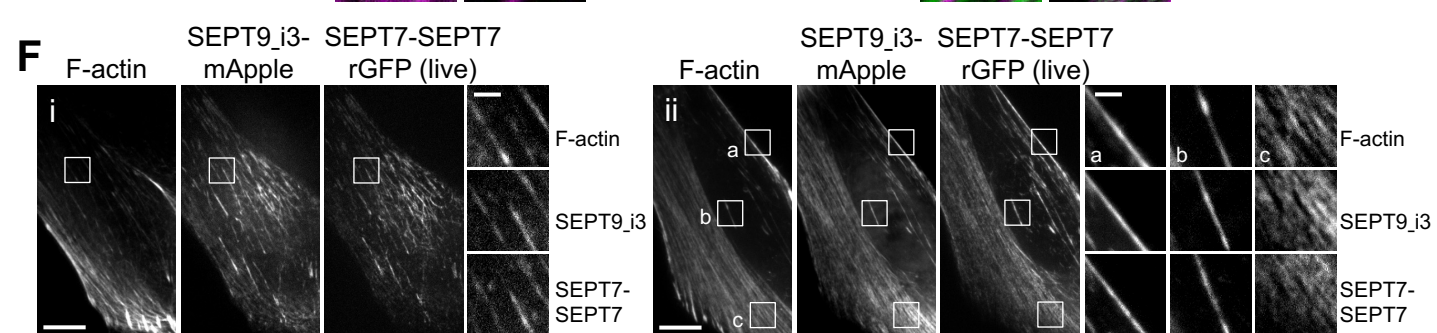 F
SEPT9_i3- SEPT7-SEPT7
F-actin mApple rGFP (live)
i
F-actin
SEPT9_i3
SEPT7-
SEPT7
SEPT9_i3- SEPT7-SEPT7
F-actin mApple rGFP (live)
ii
a
b
c
a b c
F-actin
SEPT9_i3
SEPT7-
SEPT7